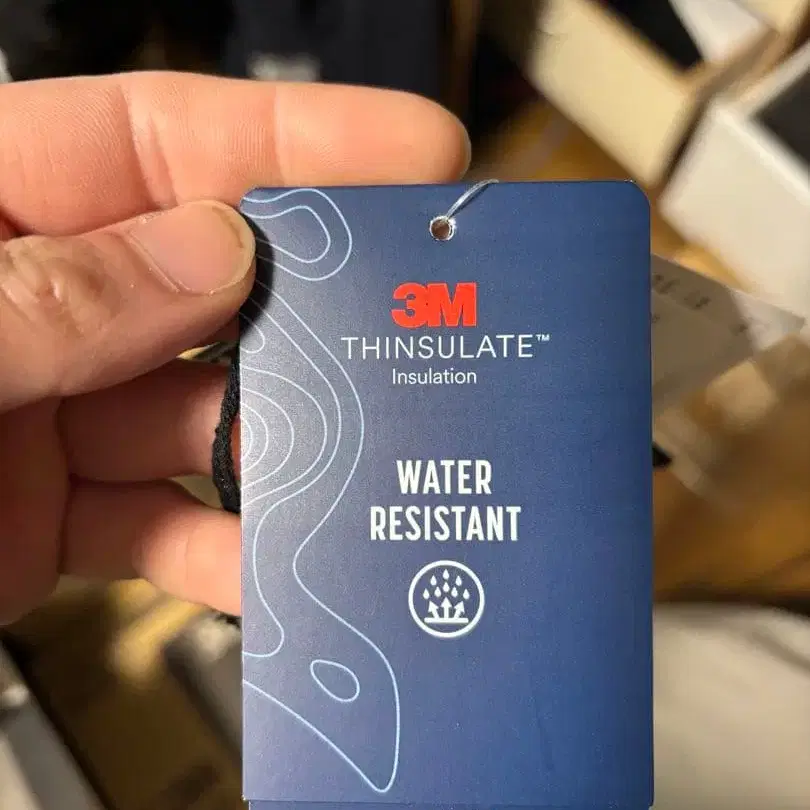 3M
THINSULATE™
Insulation
WATER
RESISTANT